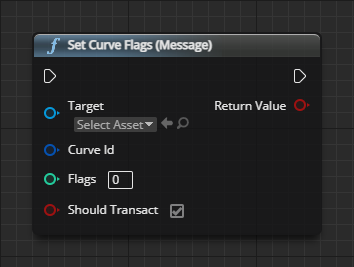 Set Curve Flags (Message)
Target
Return Value
Select Asset
Curve Id
Flags 0
Should Transact